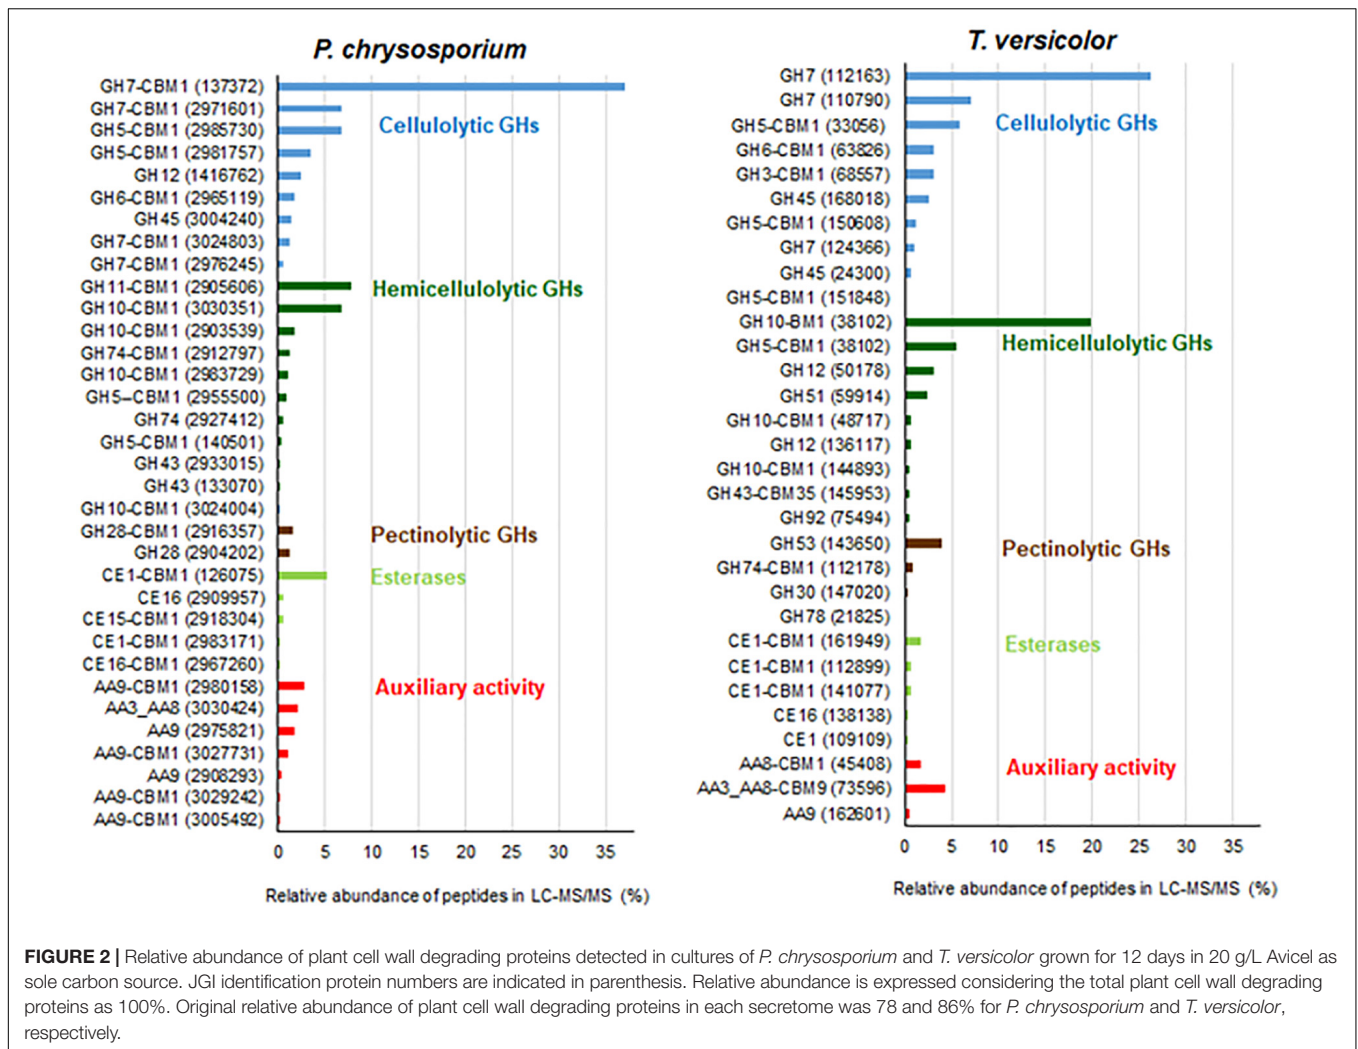 P. chrysosporium
GH7-CBM1 (137372)
GH7-CBM1 (2971601)
GH5-CBM1 (2985730)
GH5-CBM1 (2981757)
GH12 (1416762)
GH6-CBM1 (2965119)
GH45 (3004240)
GH7-CBM1 (3024803)
GH7-CBM1 (2976245)
GH11-CBM1 (2905606)
GH10-CBM1 (3030351)
GH10-CBM1 (2903539)
GH74-CBM1 (2912797)
GH10-CBM1 (2983729)
GH5–CBM1 (2955500)
GH74 (2927412)
GH5-CBM1 (140501)
GH43 (2933015)
GH43 (133070)
GH10-CBM1 (3024004)
GH28-CBM1 (2916357)
GH28 (2904202)
CE1-CBM1 (126075)
CE16 (2909957)
CE15-CBM1 (2918304)
CE1-CBM1 (2983171)
CE16-CBM1 (2967260)
AA9-CBM1 (2980158)
AA3_AA8 (3030424)
AA9 (2975821)
AA9-CBM1 (3027731)
AA9 (2908293)
AA9-CBM1 (3029242)
AA9-CBM1 (3005492)
Cellulolytic GHs
Hemicellulolytic GHs
Pectinolytic GHs
Esterases
Auxiliary activity
0 5 10 15 20 25 30 35
Relative abundance of peptides in LC-MS/MS (%)
T. versicolor
GH7 (112163)
GH7 (110790)
GH5-CBM1 (33056)
GH6-CBM1 (63826)
GH3-CBM1 (68557)
GH45 (168018)
GH5-CBM1 (150608)
GH7 (124366)
GH45 (24300)
GH5-CBM1 (151848)
GH10-BM1 (38102)
GH5-CBM1 (38102)
GH12 (50178)
GH51 (59914)
GH10-CBM1 (48717)
GH12 (136117)
GH10-CBM1 (144893)
GH43-CBM35 (145953)
GH92 (75494)
GH53 (143650)
GH74-CBM1 (112178)
GH30 (147020)
GH78 (21825)
CE1-CBM1 (161949)
CE1-CBM1 (112899)
CE1-CBM1 (141077)
CE16 (138138)
CE1 (109109)
AA8-CBM1 (45408)
AA3_AA8-CBM9 (73596)
AA9 (162601)
Cellulolytic GHs
Hemicellulolytic GHs
Pectinolytic GHs
Esterases
Auxiliary activity
0 5 10 15 20 25 30 35
Relative abundance of peptides in LC-MS/MS (%)
FIGURE 2 | Relative abundance of plant cell wall degrading proteins detected in cultures of P. chrysosporium and T. versicolor grown for 12 days in 20 g/L Avicel as
sole carbon source. JGI identification protein numbers are indicated in parenthesis. Relative abundance is expressed considering the total plant cell wall degrading
proteins as 100%. Original relative abundance of plant cell wall degrading proteins in each secretome was 78 and 86% for P. chrysosporium and T. versicolor,
respectively.